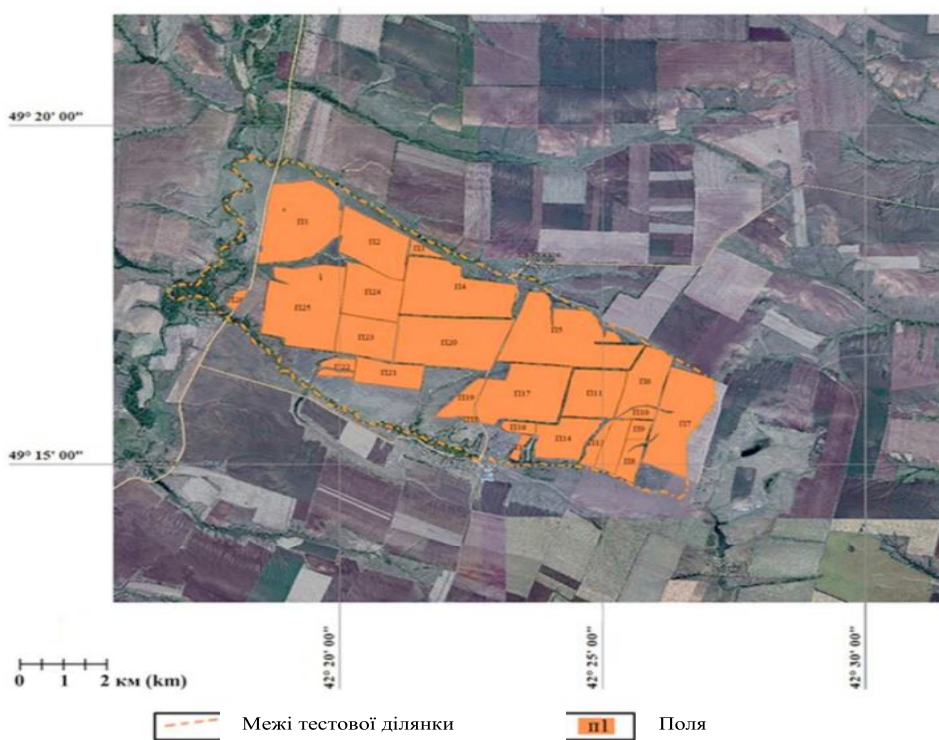 49° 20' 00"
П1
П2
П3
П4
П24
П25
П5
П23
П20
П22
П21
П6
П19
П17
П11
П7
П10
П16
П9
П14
П8
49° 15' 00"
42° 20' 00"
42° 25' 00"
42° 30' 00"
0 1 2 км (km)
Межі тестової ділянки
п1 Поля